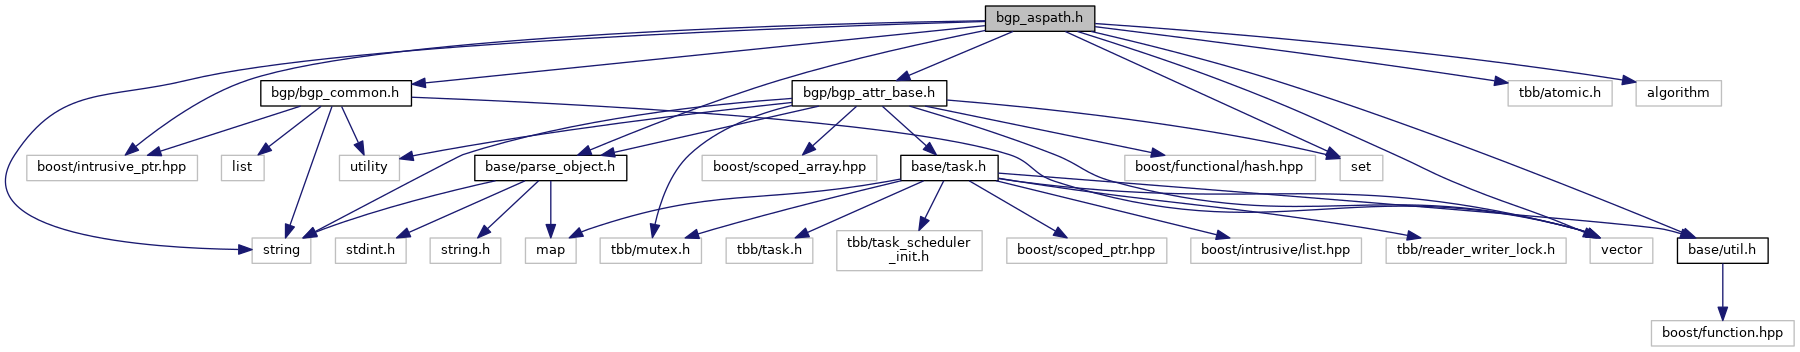 bgp_aspath.h
bgp/bgp_common.h
bgp/bgp_attr_base.h
tbb/atomic.h
algorithm
boost/intrusive_ptr.hpp
list
utility
base/parse_object.h
boost/scoped_array.hpp
base/task.h
boost/functional/hash.hpp
set
string
stdint.h
string.h
map
tbb/mutex.h
tbb/task.h
tbb/task_scheduler
_init.h
boost/scoped_ptr.hpp
boost/intrusive/list.hpp
tbb/reader_writer_lock.h
vector
base/util.h
boost/function.hpp